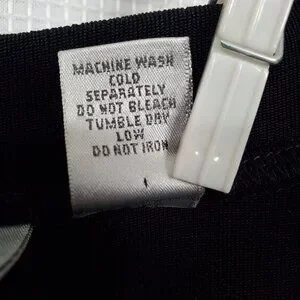 MACHINE WASH
COLD
SEPARATELY
DO NOT BLEACH
TUMBLE DRY
LOW
DO NOT IRON